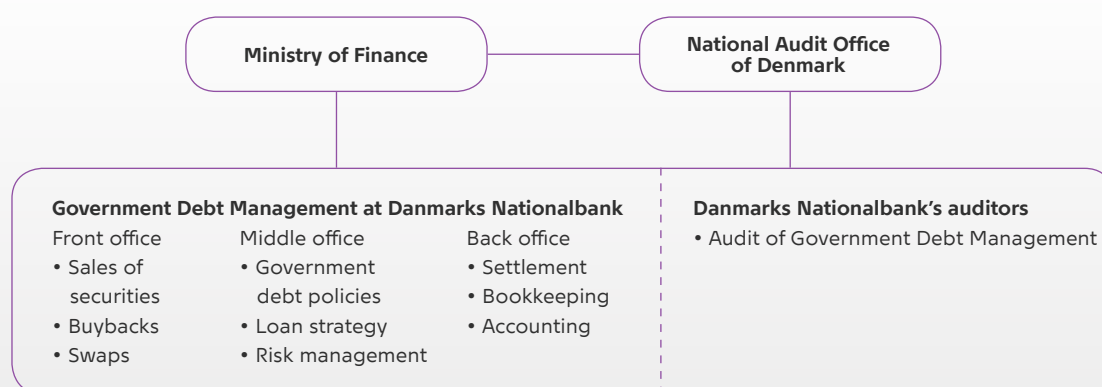 Ministry of Finance
National Audit Office
of Denmark
Government Debt Management at Danmarks Nationalbank
Front office
• Sales of
securities
• Buybacks
• Swaps
Middle office
• Government
debt policies
• Loan strategy
• Risk management
Back office
• Settlement
• Bookkeeping
• Accounting
Danmarks Nationalbank's auditors
• Audit of Government Debt Management